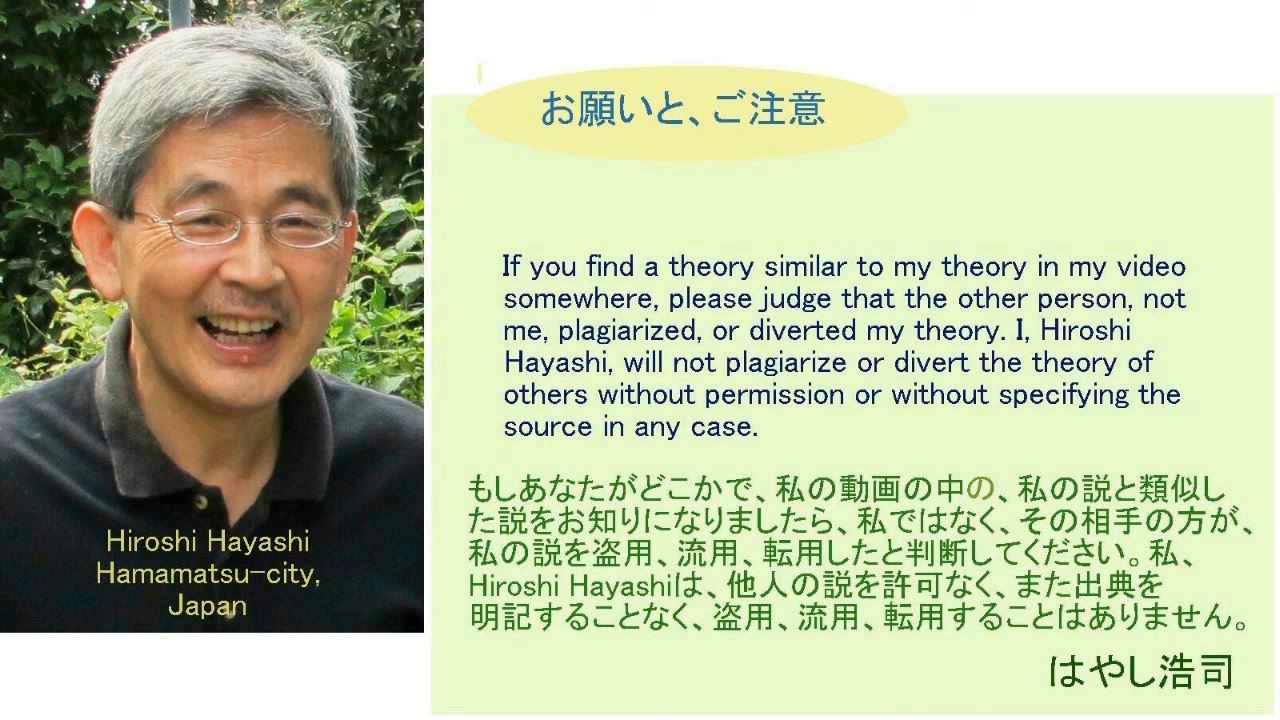 お願いと、ご注意
If you find a theory similar to my theory in my video
somewhere, please judge that the other person, not
me, plagiarized, or diverted my theory. I, Hiroshi
Hayashi, will not plagiarize or divert the theory of
others without permission or without specifying the
source in any case.
もしあなたがどこかで、私の動画の中の、私の説と類似し
た説をお知りになりましたら、私ではなく、その相手の方が、
私の説を盗用、流用、転用したと判断してください。私、
Hiroshi Hayashiは、他人の説を許可なく、また出典を
明記することなく、盗用、流用、転用することはありません。
はやし浩司
Hiroshi Hayashi
Hamamatsu-city,
Japan